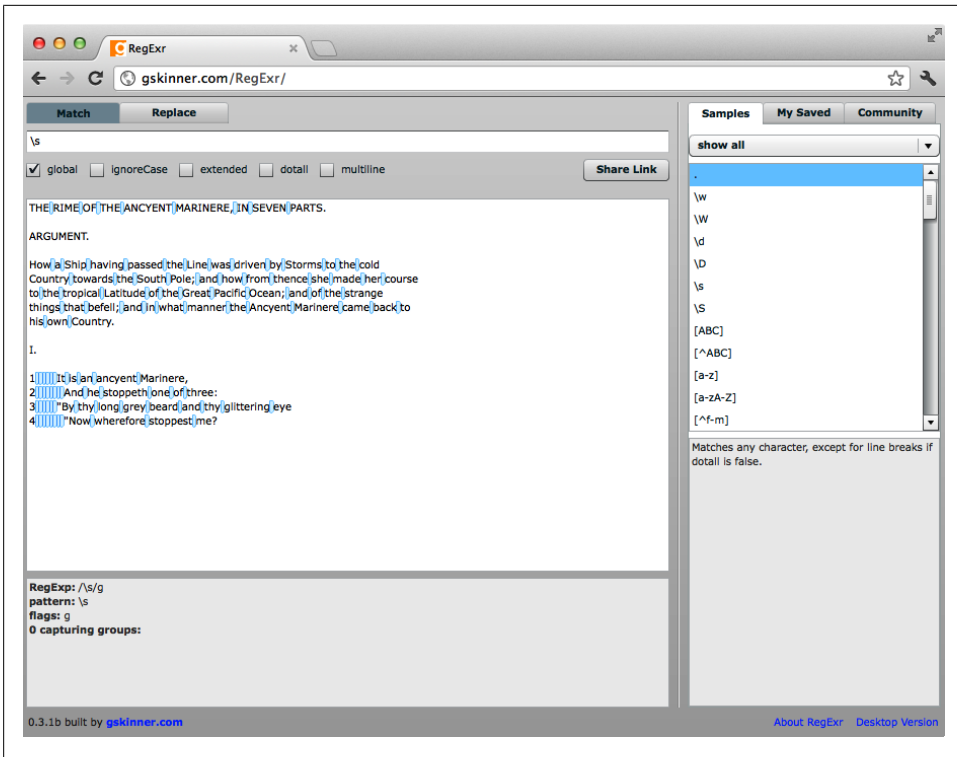 RegExr
gskinner.com/RegExr/
Match Replace
\s
global ignoreCase extended dotall multiline Share Link
THE RIME OF THE ANCYENT MARINERE, IN SEVEN PARTS.
ARGUMENT.
How a Ship having passed the Line was driven by Storms to the cold
Country towards the South Pole; and how from thence she made her course
to the tropical Latitude of the Great Pacific Ocean; and of the strange
things that befell; and in what manner the Ancyent Marinere came back to
his own Country.
I.
1 It is an ancyent Marinere,
2 And he stoppeth one of three:
3 "By thy long grey beard and thy glittering eye
4 "Now wherefore stoppest me?
RegExp: /\s/g
pattern: \s
flags: g
0 capturing groups:
Samples My Saved Community
show all
.
\w
\W
\d
\D
\s
\S
[ABC]
[^ABC]
[a-z]
[a-zA-Z]
[^f-m]
Matches any character, except for line breaks if
dotall is false.
0.3.1b built by gskinner.com
About RegExr Desktop Version